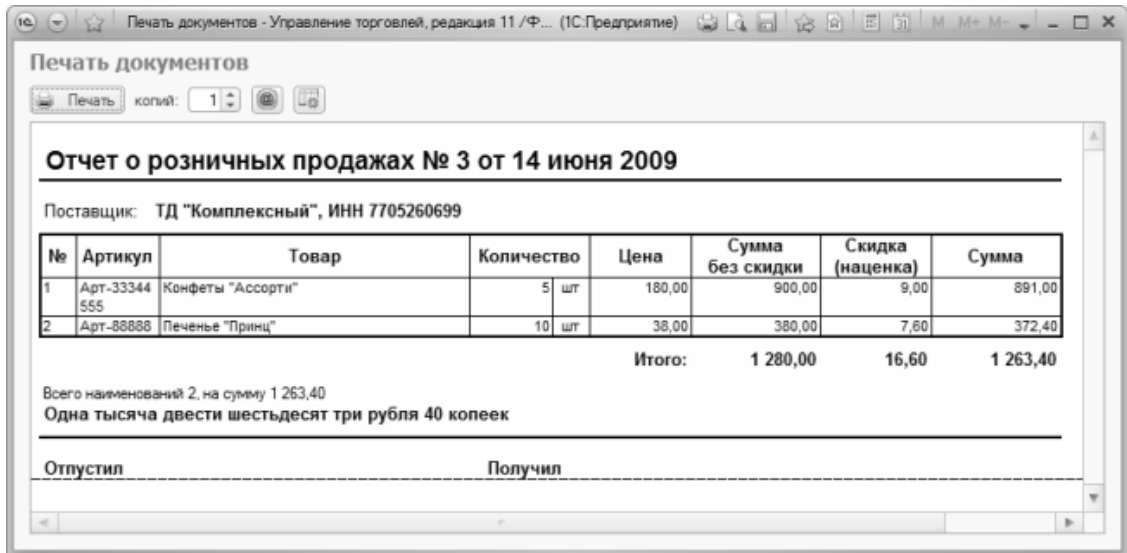 Печать документов - Управление торговлей, редакция 11 /Ф... (1С:Предприятие) M M+ M-
Печать документов
Печать копий: 1
Отчет о розничных продажах № 3 от 14 июня 2009
Поставщик: ТД "Комплексный", ИНН 7705260699
№ Артикул Товар Количество Цена Сумма без скидки Скидка (наценка) Сумма
1 Арт-33344 Конфеты "Ассорти" 5 шт 180,00 900,00 9,00 891,00
555
2 Арт-88888 Печенье "Принц" 10 шт 38,00 380,00 7,60 372,40
Итого: 1 280,00 16,60 1 263,40
Всего наименований 2, на сумму 1 263,40
Одна тысяча двести шестьдесят три рубля 40 копеек
Отпустил Получил